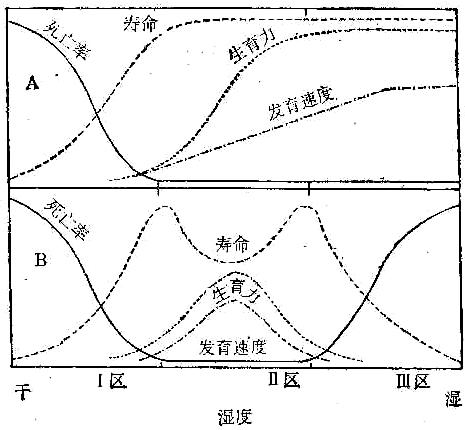 死亡率
寿命
生育力
A
发育速度
死亡率
B
寿命
生育力
发育速度
干
I区
II区
III区
湿
湿度